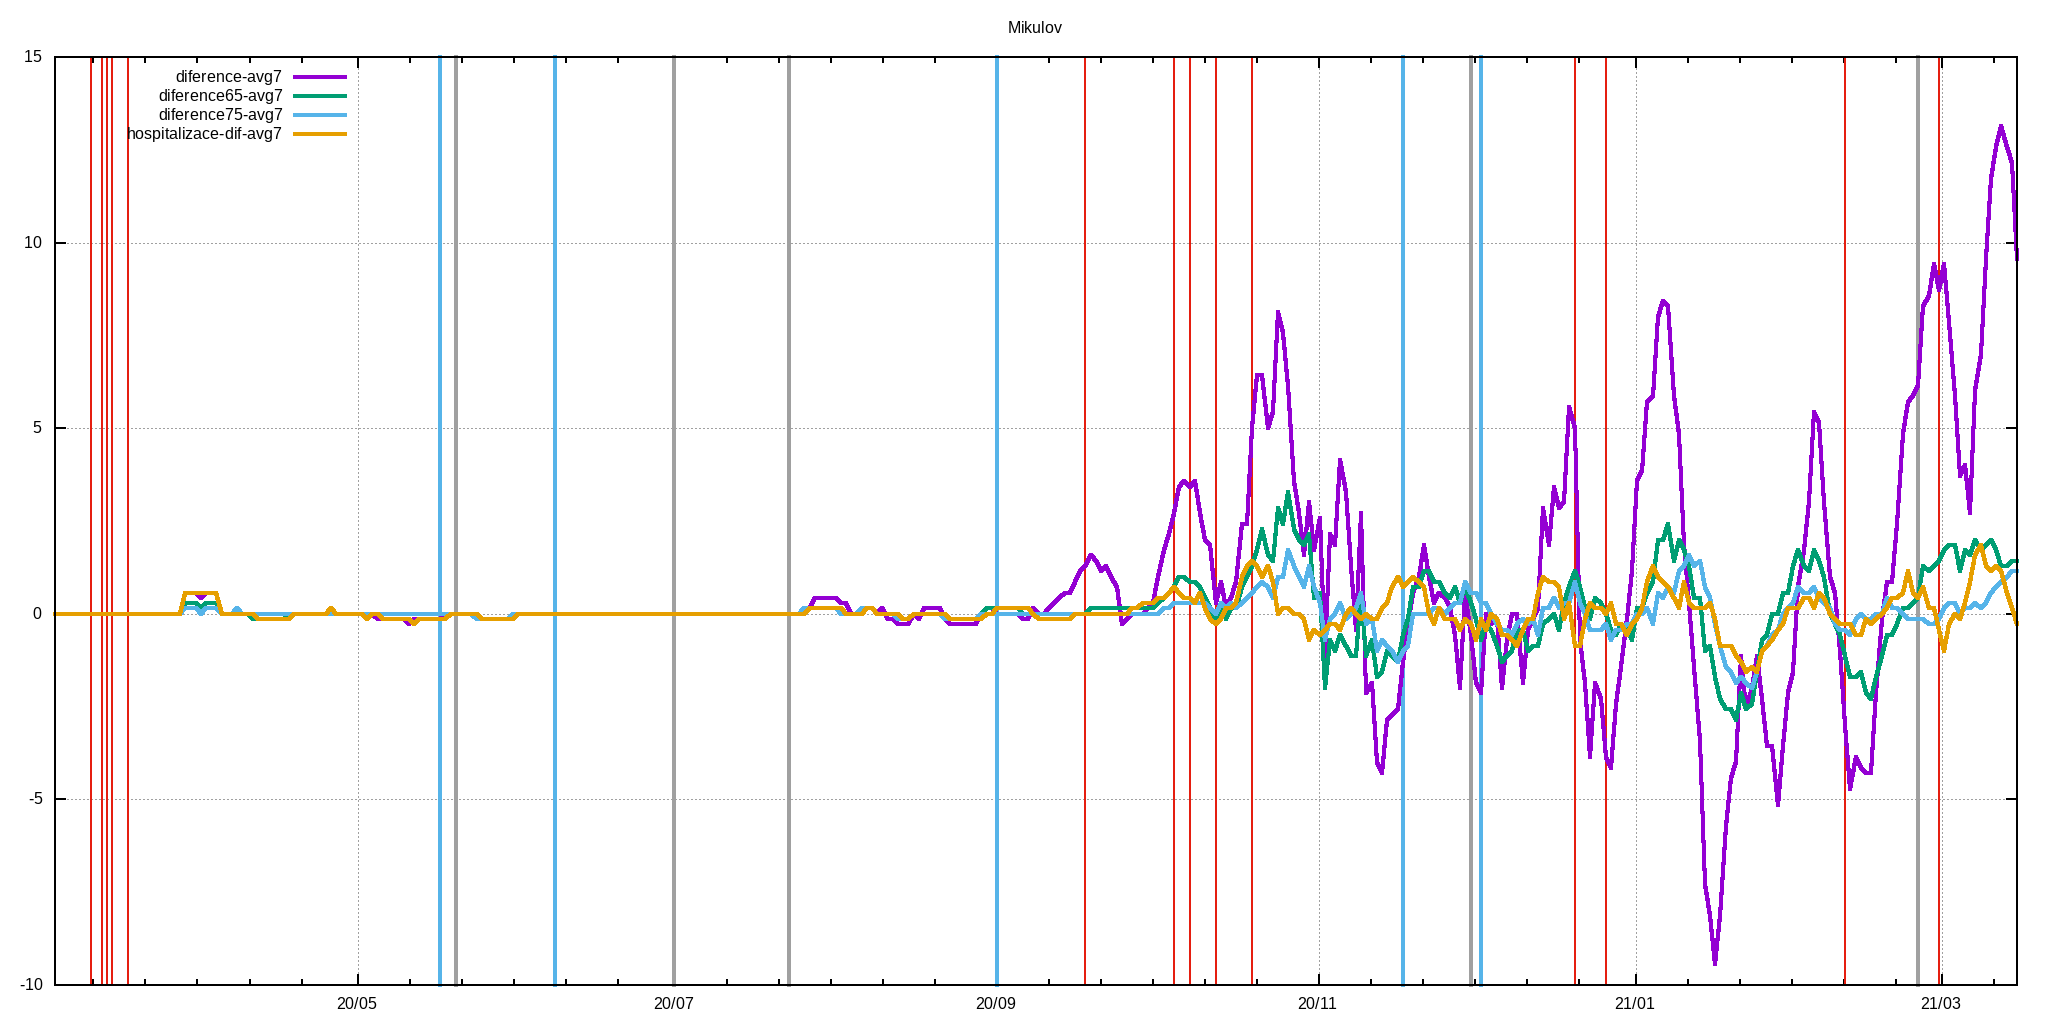 Mikulov
15
diference-avg7
diference65-avg7
diference75-avg7
hospitalizace-dif-avg7
10
5
0
-5
-10
20/05 20/07 20/09 20/11 21/01 21/03